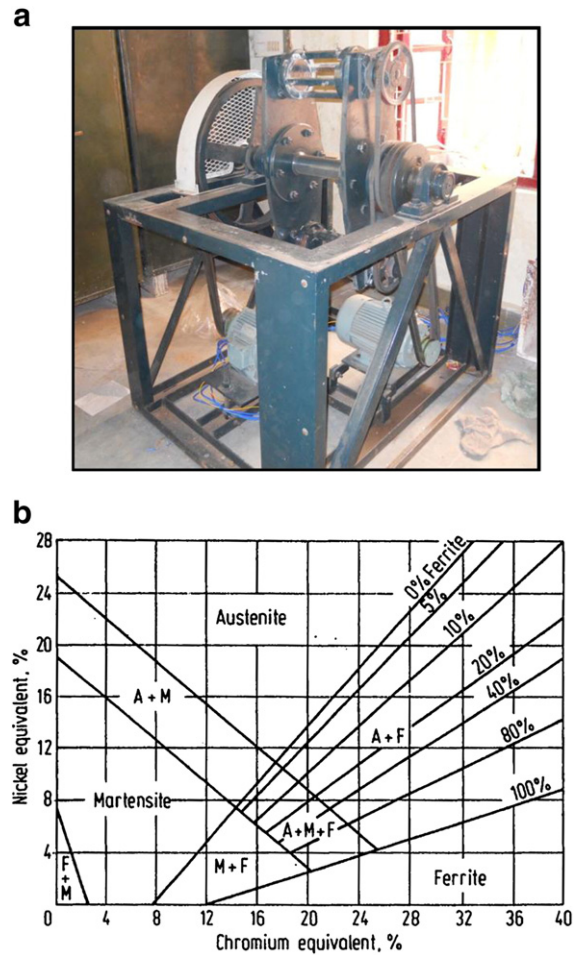 a
b
28
24
20
16
12
8
4
0
Nickel equivalent, %
0% Ferrite
5%
10%
20%
40%
80%
100%
Austenite
A + M
A + F
Martensite
A+M+F
M + F
F + M
Ferrite
0 4 8 12 16 20 24 28 32 36 40
Chromium equivalent, %